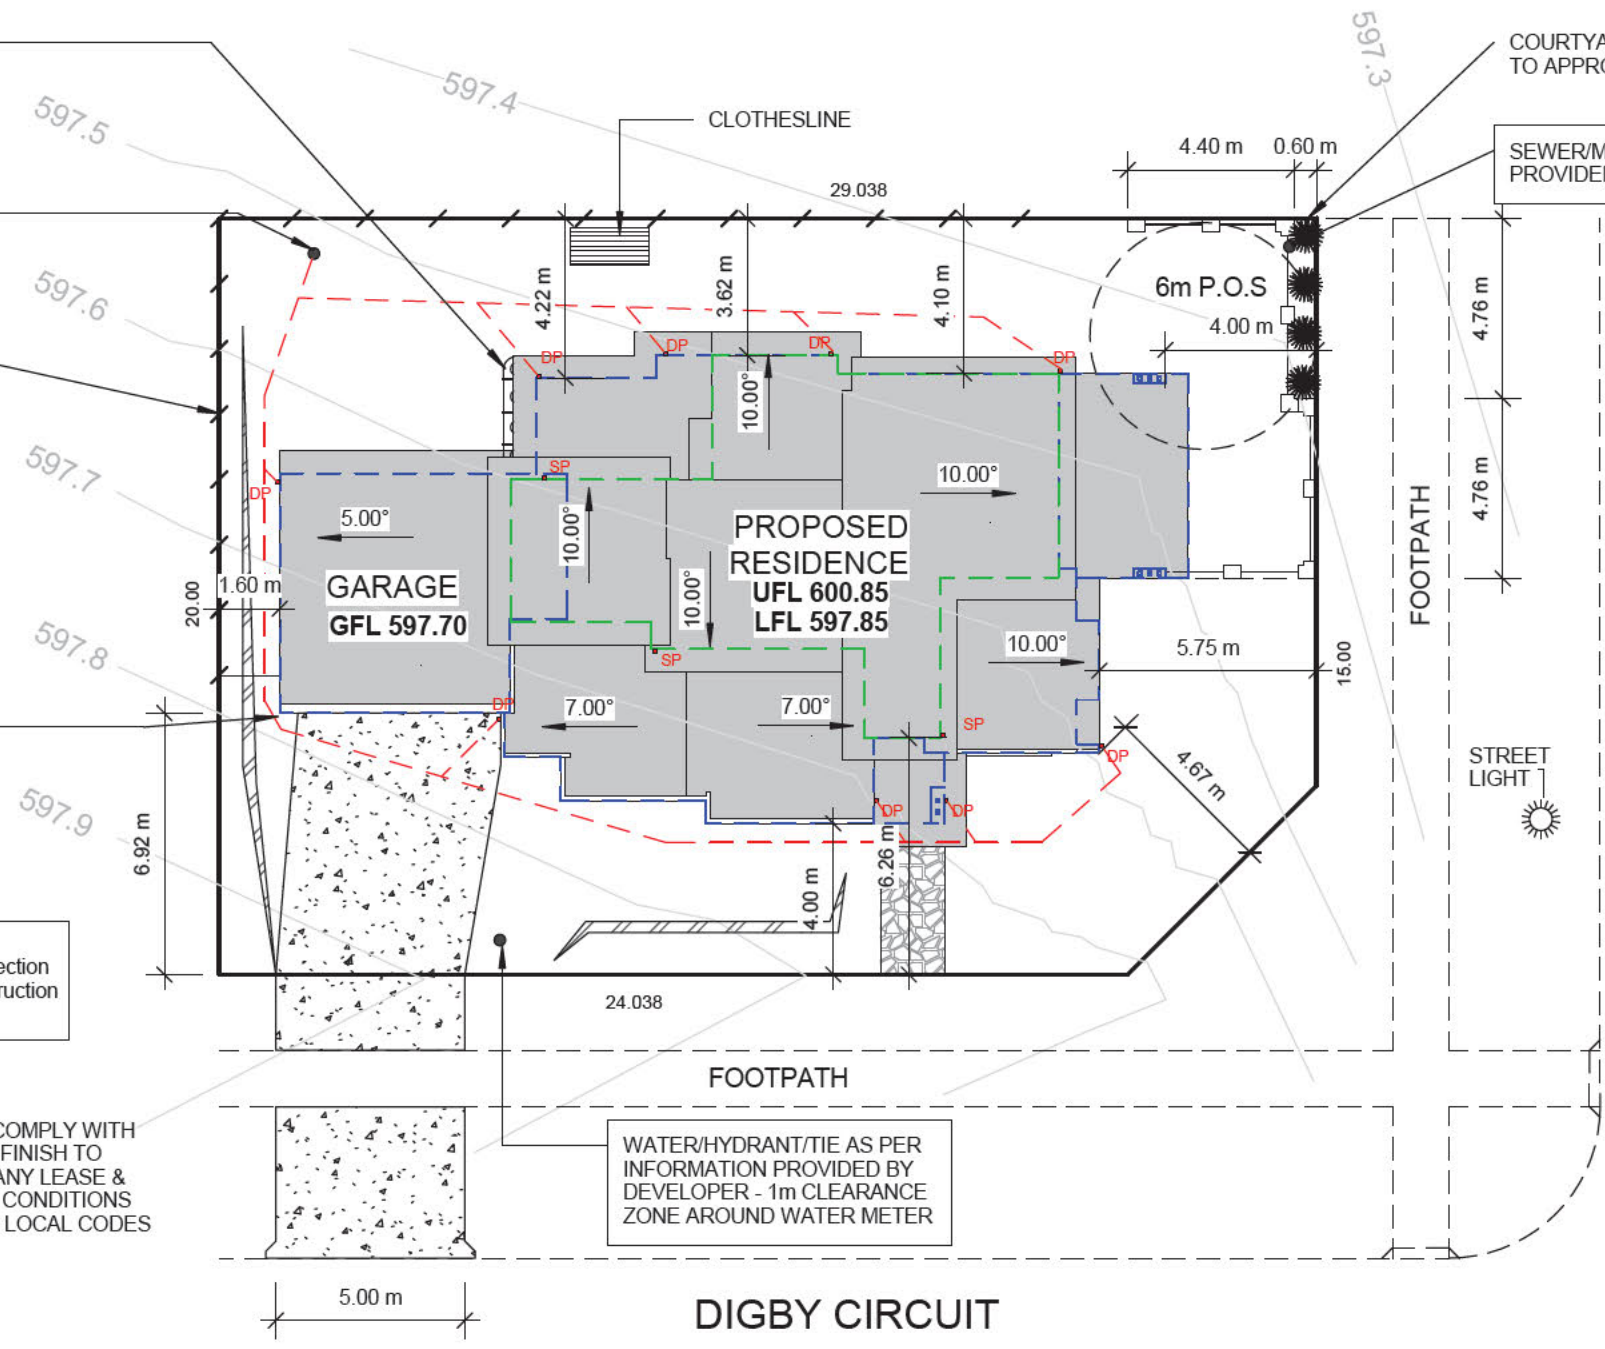 597.3
COURTYA
TO APPRO
597.4
597.5
CLOTHESLINE
4.40 m
0.60 m
SEWER/M
PROVIDE
29.038
4.22 m
3.62 m
4.10 m
6m P.O.S
4.00 m
4.76 m
597.6
DP
DP
DP
DP
10.00°
597.7
SP
DP
10.00°
4.76 m
5.00°
10.00°
PROPOSED
RESIDENCE
UFL 600.85
LFL 597.85
FOOTPATH
1.60 m
GARAGE
GFL 597.70
20.00
10.00°
10.00°
5.75 m
15.00
597.8
SP
DP
7.00°
7.00°
SP
DP
4.67 m
STREET
LIGHT
597.9
DP
DP
6.92 m
6.26 m
4.00 m
ection
ruction
24.038
FOOTPATH
COMPLY WITH
FINISH TO
ANY LEASE &
CONDITIONS
LOCAL CODES
WATER/HYDRANT/TIE AS PER
INFORMATION PROVIDED BY
DEVELOPER - 1m CLEARANCE
ZONE AROUND WATER METER
5.00 m
DIGBY CIRCUIT